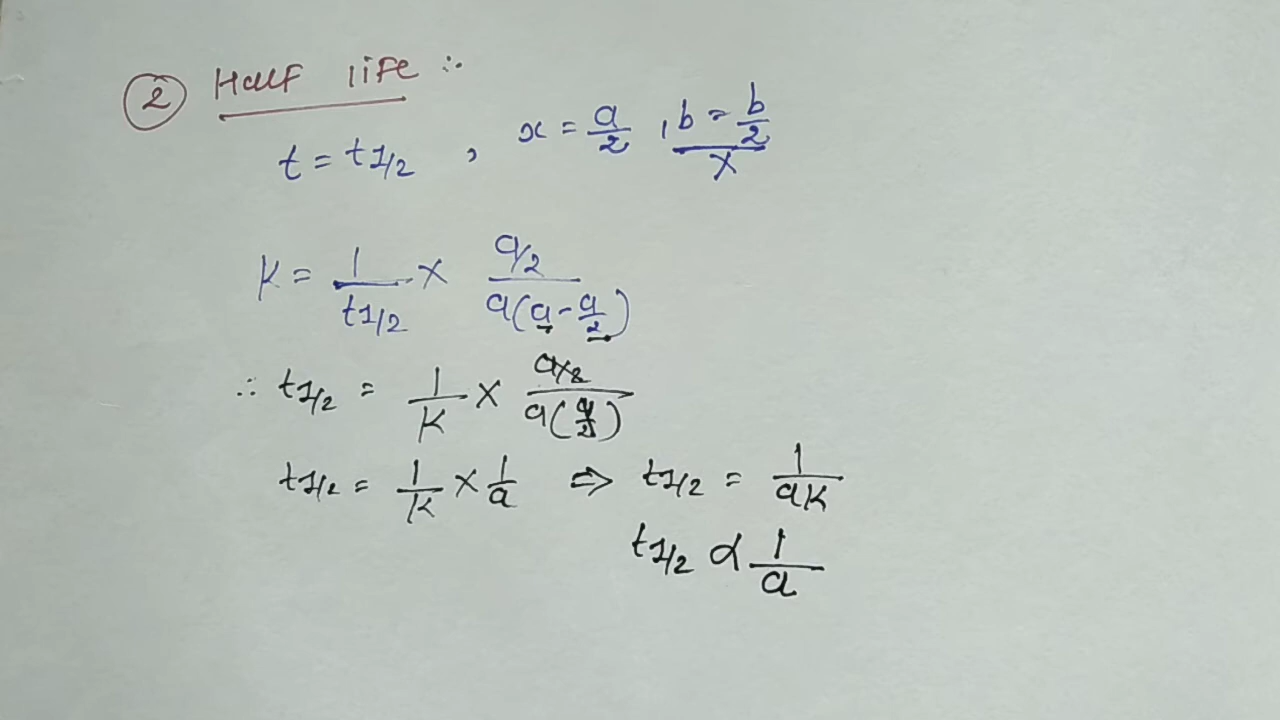 ② Half life :.
t = t1/2 , x = a/2 , b = b/2
x
K = 1/t1/2 × a/2 / a(a - a/2)
∴ t1/2 = 1/K × a/2 / a(a/2)
t1/2 = 1/K × 1/a ⇒ t1/2 = 1/aK
t1/2 ∝ 1/a